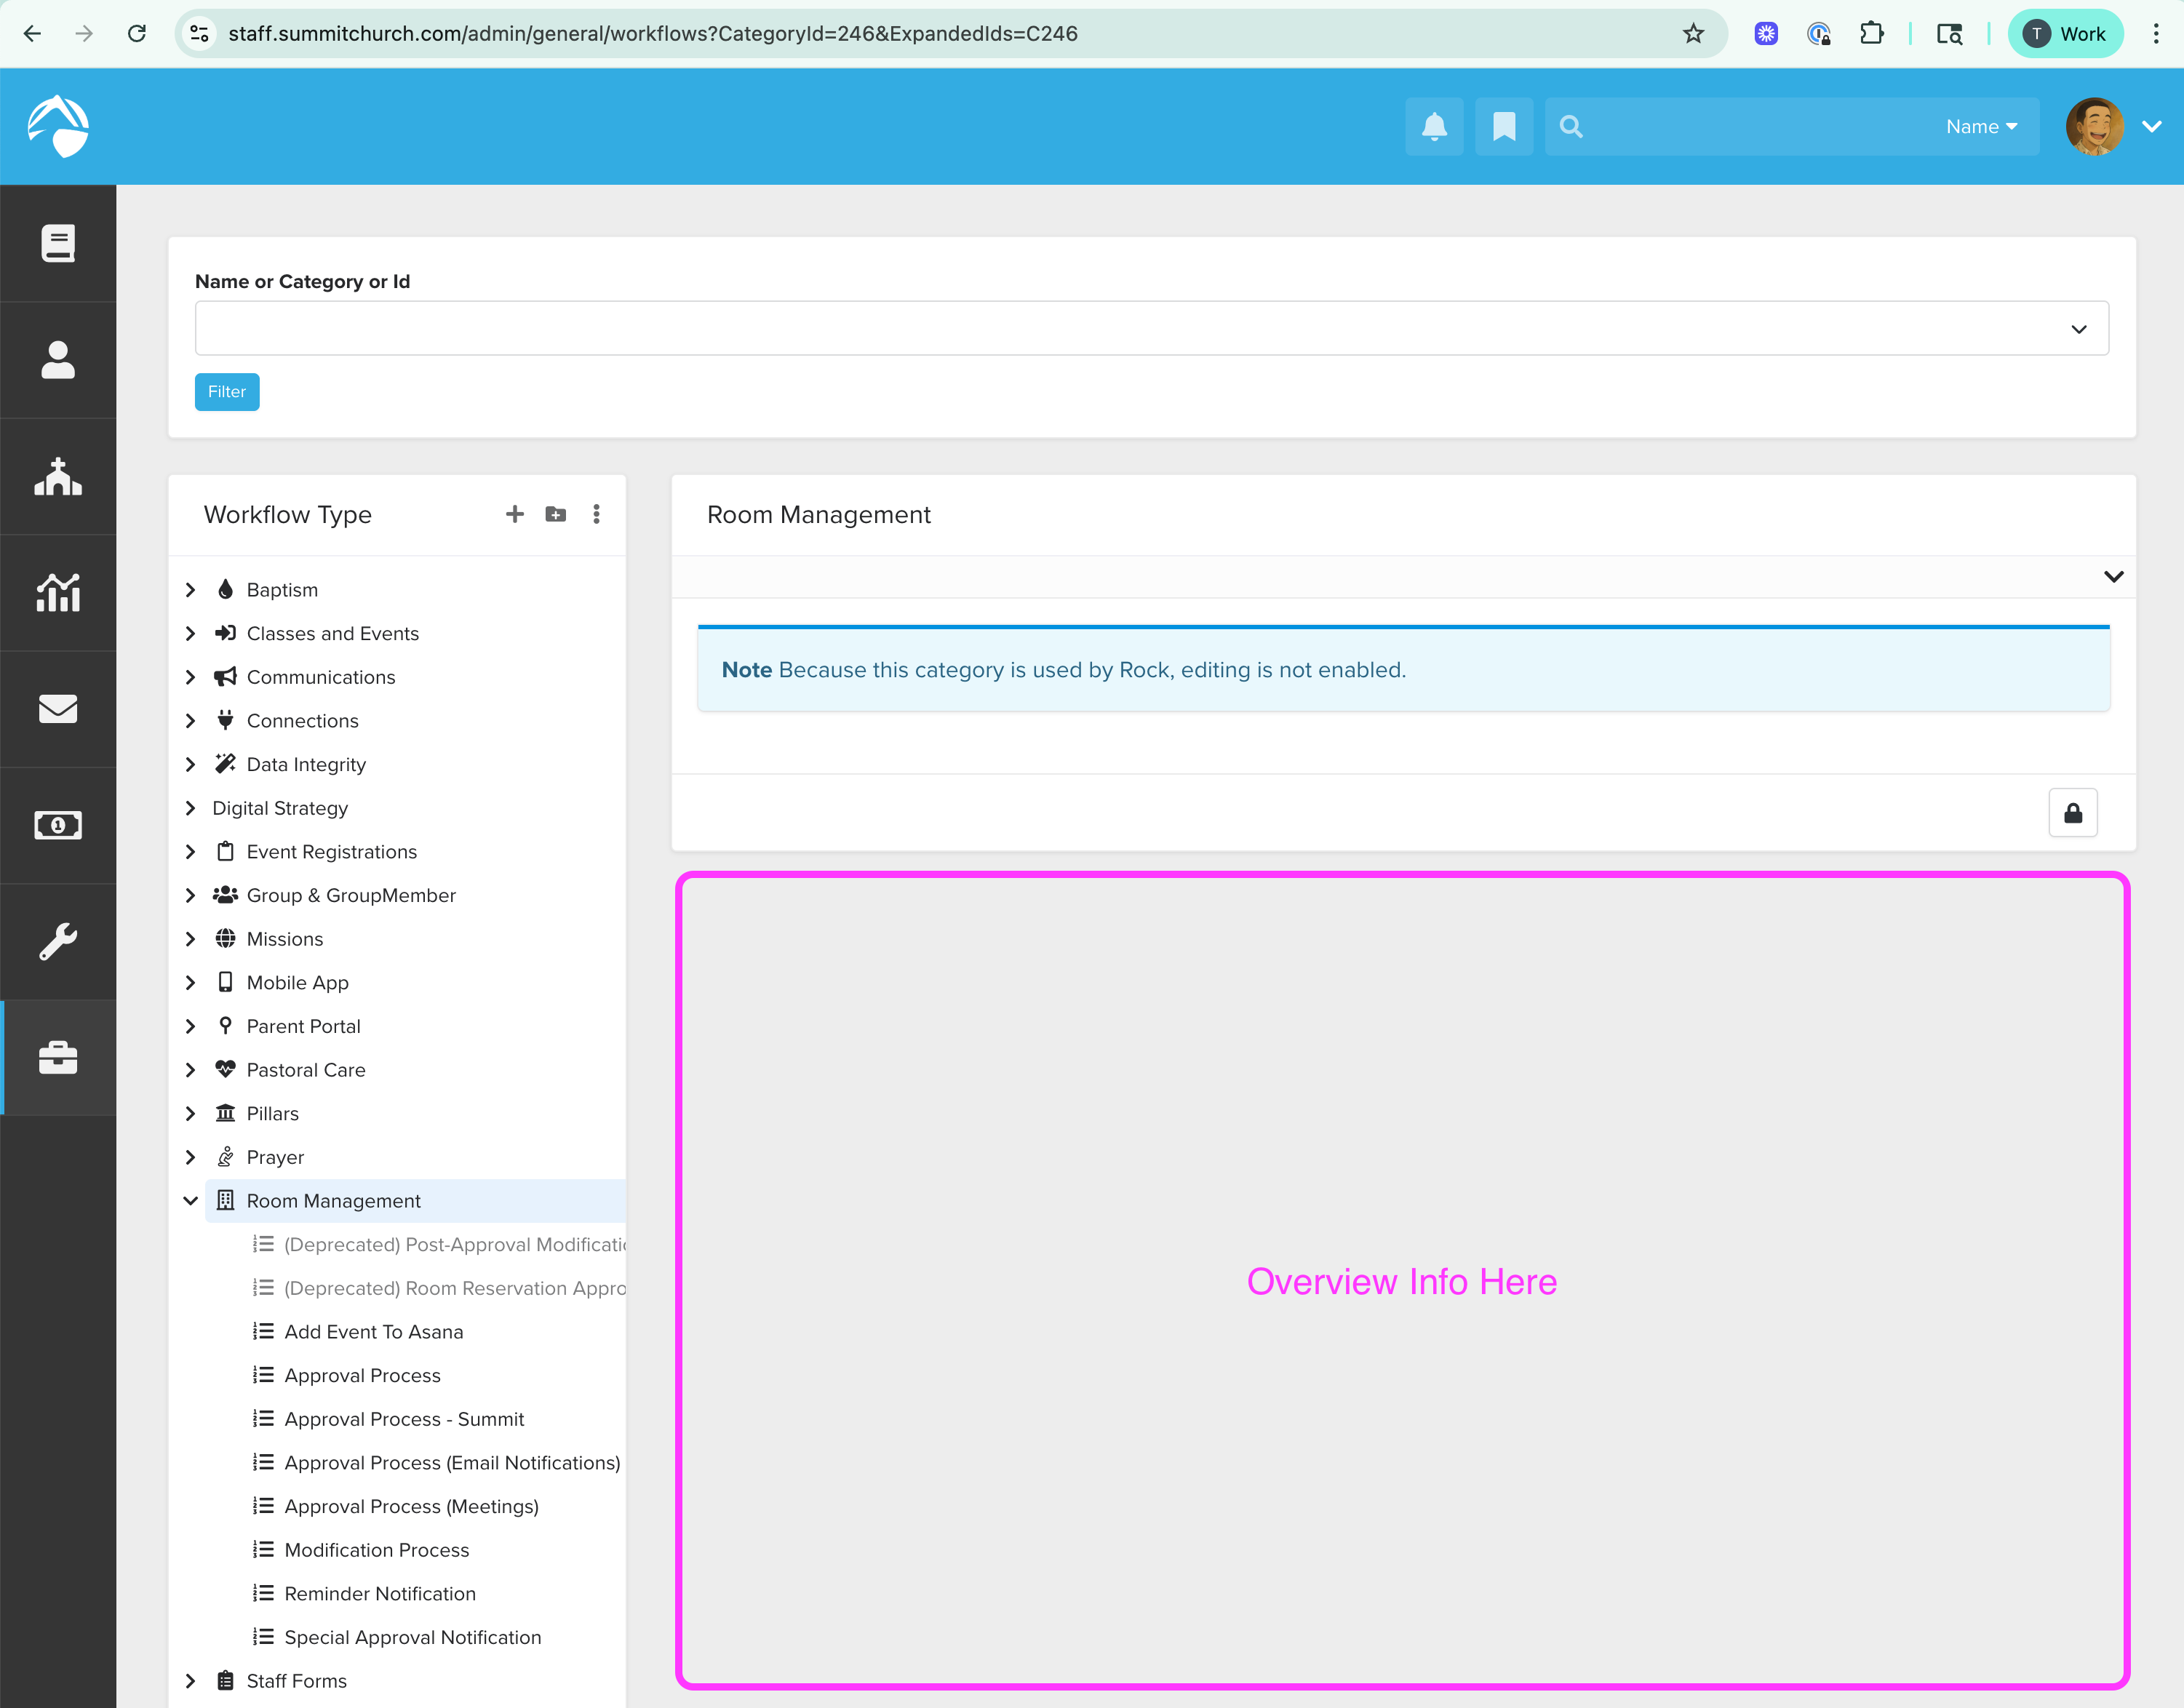 staff.summitchurch.com/admin/general/workflows?CategoryId=246&ExpandedIds=C246
T Work
Name
Name or Category or Id
Filter
Workflow Type
Baptism
Classes and Events
Communications
Connections
Data Integrity
Digital Strategy
Event Registrations
Group & GroupMember
Missions
Mobile App
Parent Portal
Pastoral Care
Pillars
Prayer
Room Management
(Deprecated) Post-Approval Modificatio
(Deprecated) Room Reservation Appro
Add Event To Asana
Approval Process
Approval Process - Summit
Approval Process (Email Notifications)
Approval Process (Meetings)
Modification Process
Reminder Notification
Special Approval Notification
Staff Forms
Room Management
Note Because this category is used by Rock, editing is not enabled.
Overview Info Here